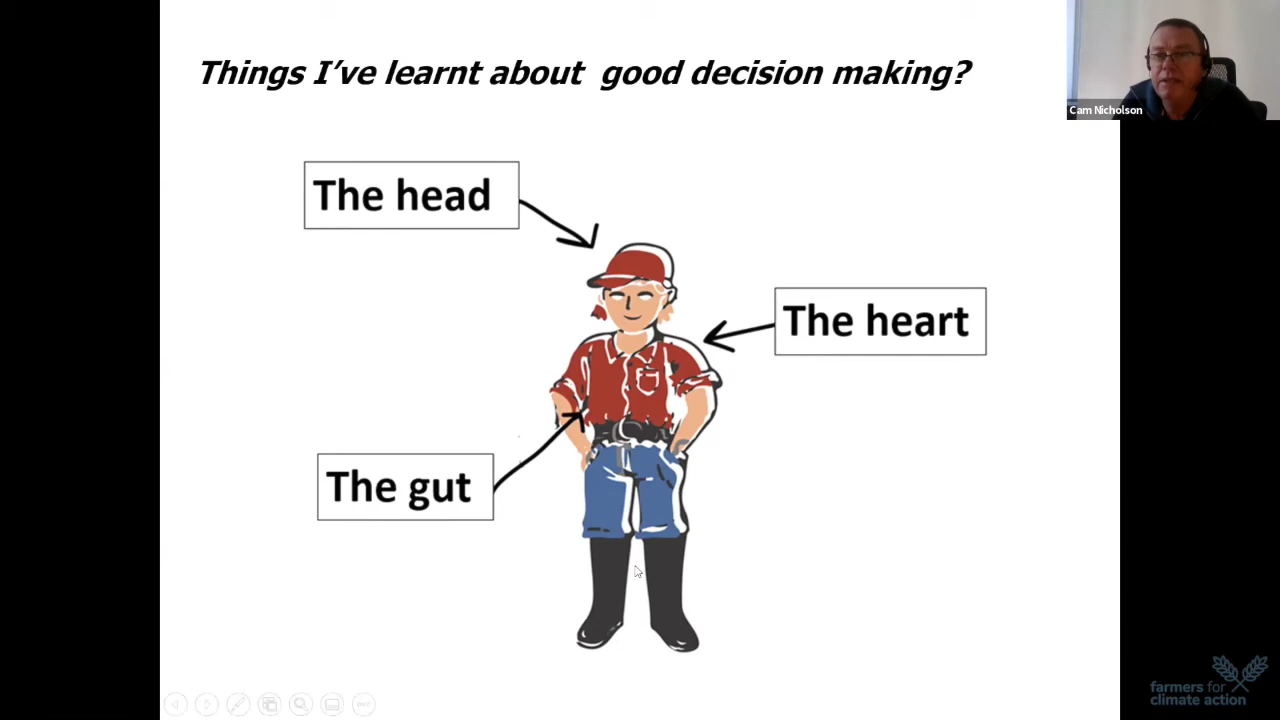 Things I've learnt about good decision making?
Cam Nicholson
The head
The heart
The gut
farmers for
climate action